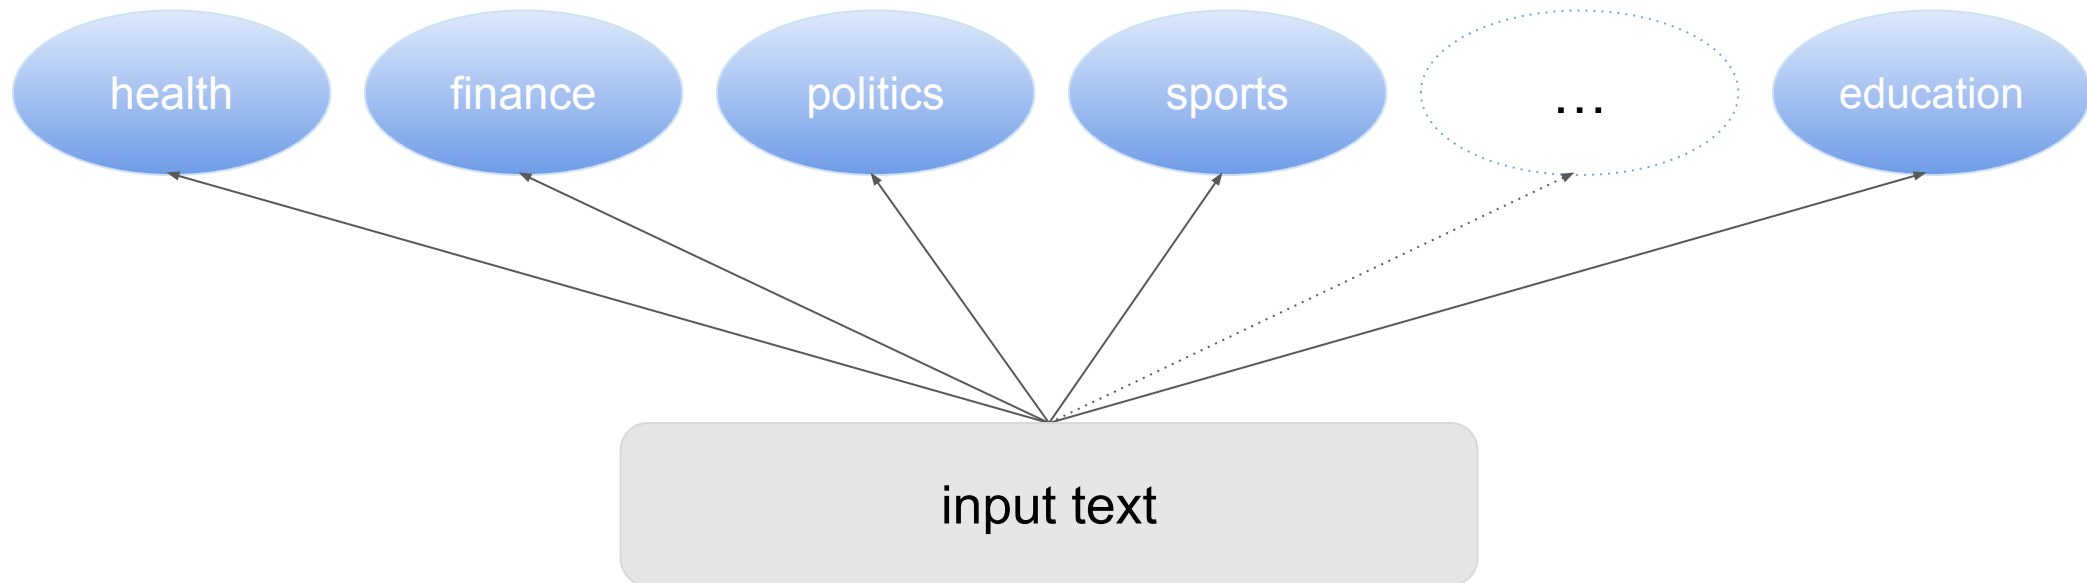 health
finance
politics
sports
...
education
input text